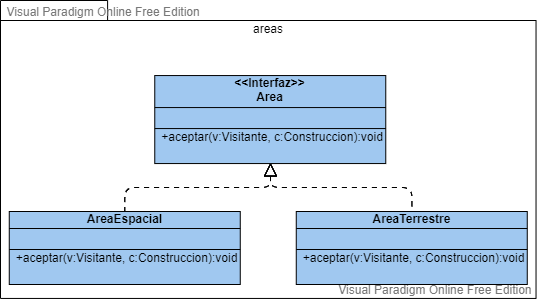 Visual Paradigm Online Free Edition
areas
<<Interfaz>>
Area
+aceptar(v:Visitante, c:Construccion):void
AreaEspacial
+aceptar(v:Visitante, c:Construccion):void
AreaTerrestre
+aceptar(v:Visitante, c:Construccion):void
Visual Paradigm Online Free Edition